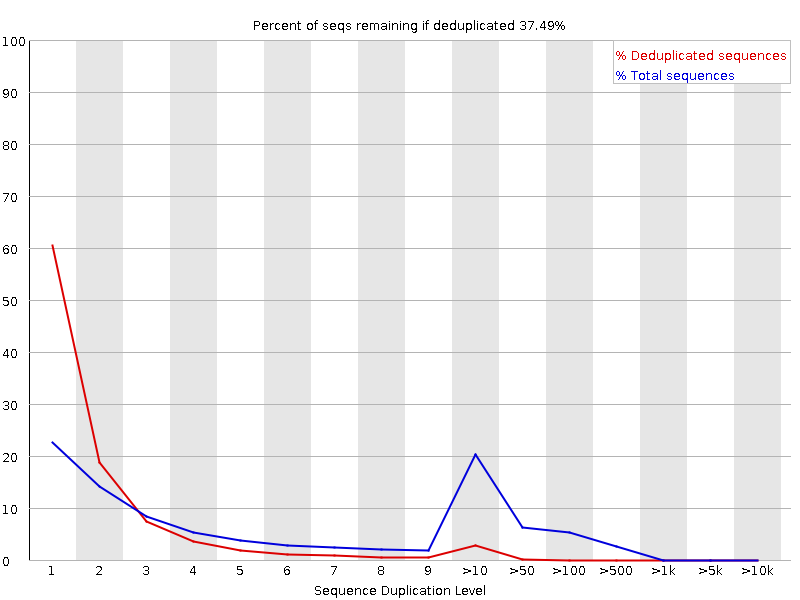 Percent of seqs remaining if deduplicated 37.49%
% Deduplicated sequences
% Total sequences
100
90
80
70
60
50
40
30
20
10
0
1 2 3 4 5 6 7 8 9 >10 >50 >100 >500 >1k >5k >10k
Sequence Duplication Level